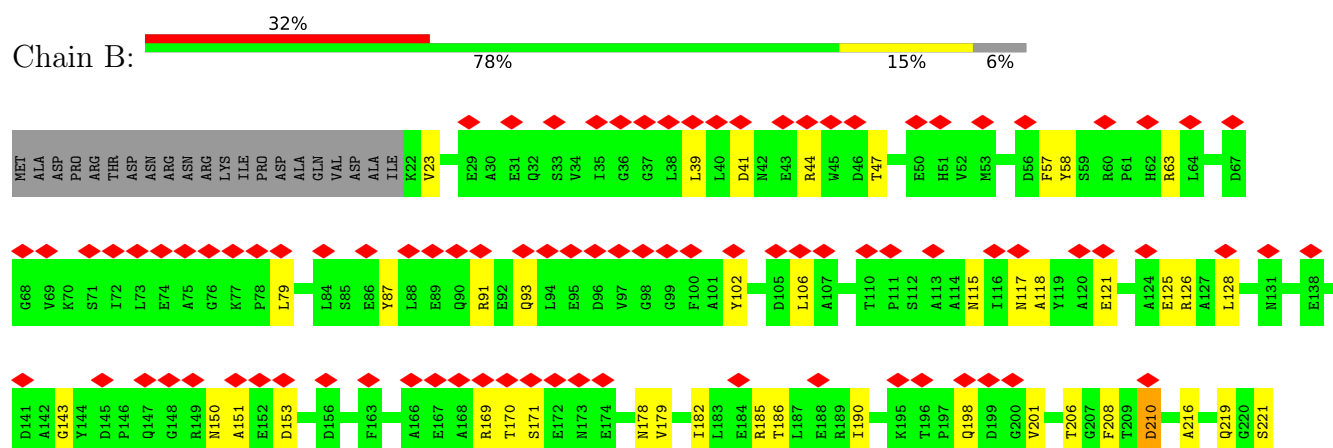 32%
Chain B:
78% 15% 6%
MET ALA ASP PRO ARG THR ASP ASN ARG ASN ARG LYS ILE PRO ASP ALA GLN VAL ASP ALA ILE K22 V23 E29 A30 E31 Q32 S33 V34 I35 G36 G37 L38 L39 L40 D41 N42 E43 R44 W45 D46 T47 E50 H51 V52 M53 D56 F57 Y58 S59 R60 P61 H62 R63 L64 D67
G68 V69 K70 S71 I72 L73 E74 A75 G76 K77 P78 L79 L84 S85 E86 Y87 L88 E89 Q90 R91 E92 Q93 L94 E95 D96 V97 G98 G99 F100 A101 Y102 D105 L106 A107 T110 P111 S112 A113 A114 N115 I116 N117 A118 Y119 A120 E121 A124 E125 R126 A127 L128 N131 E138
D141 A142 G143 Y144 D145 P146 Q147 G148 R149 N150 A151 E152 D153 D156 F163 A166 E167 A168 R169 T170 S171 E172 N173 E174 N178 V179 I182 L183 E184 R185 T186 L187 E188 R189 I190 K195 T196 P197 Q198 D199 G200 V201 T206 G207 F208 T209 D210 A216 Q219 G220 S221